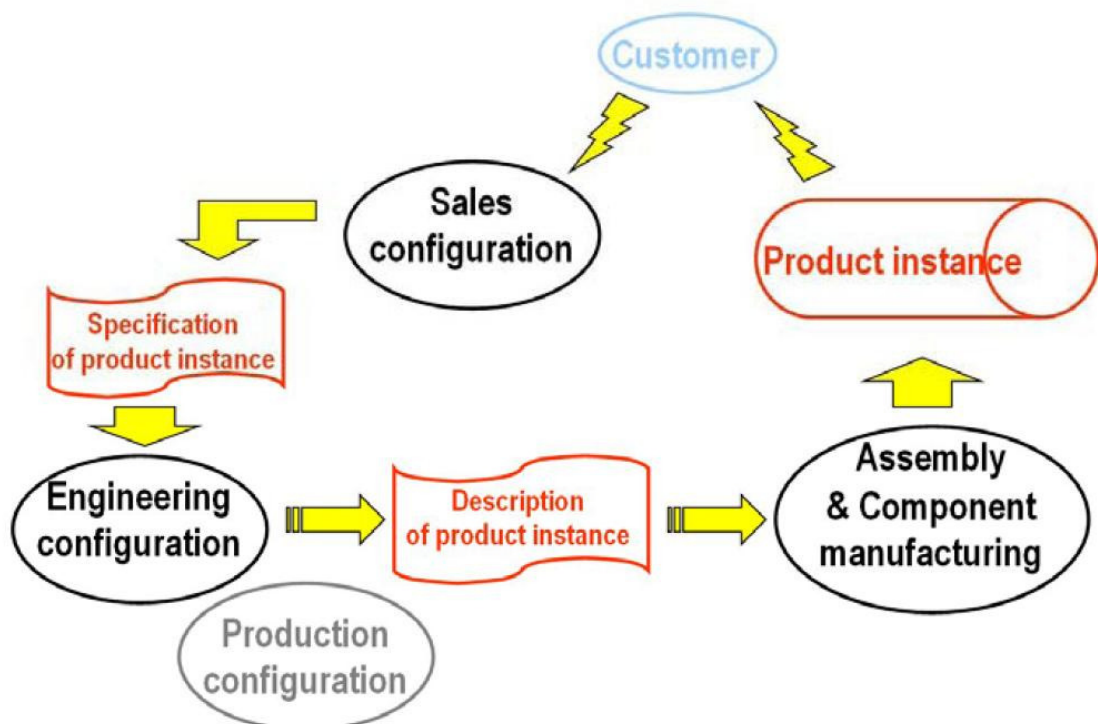 Customer
Sales
configuration
Product instance
Specification
of product instance
Engineering
configuration
Description
of product instance
Assembly
& Component
manufacturing
Production
configuration